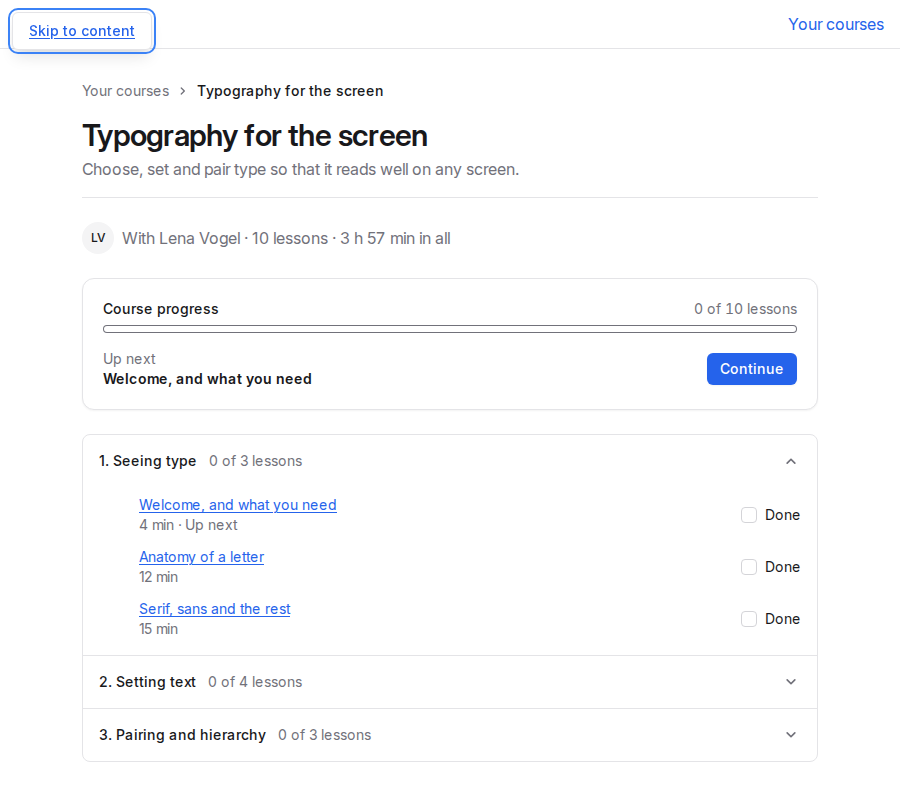 Skip to content
Your courses
Your courses > Typography for the screen
Typography for the screen
Choose, set and pair type so that it reads well on any screen.
LV With Lena Vogel · 10 lessons · 3 h 57 min in all
Course progress 0 of 10 lessons
Up next
Welcome, and what you need
Continue
1. Seeing type 0 of 3 lessons
Welcome, and what you need
4 min · Up next
Done
Anatomy of a letter
12 min
Done
Serif, sans and the rest
15 min
Done
2. Setting text 0 of 4 lessons
3. Pairing and hierarchy 0 of 3 lessons